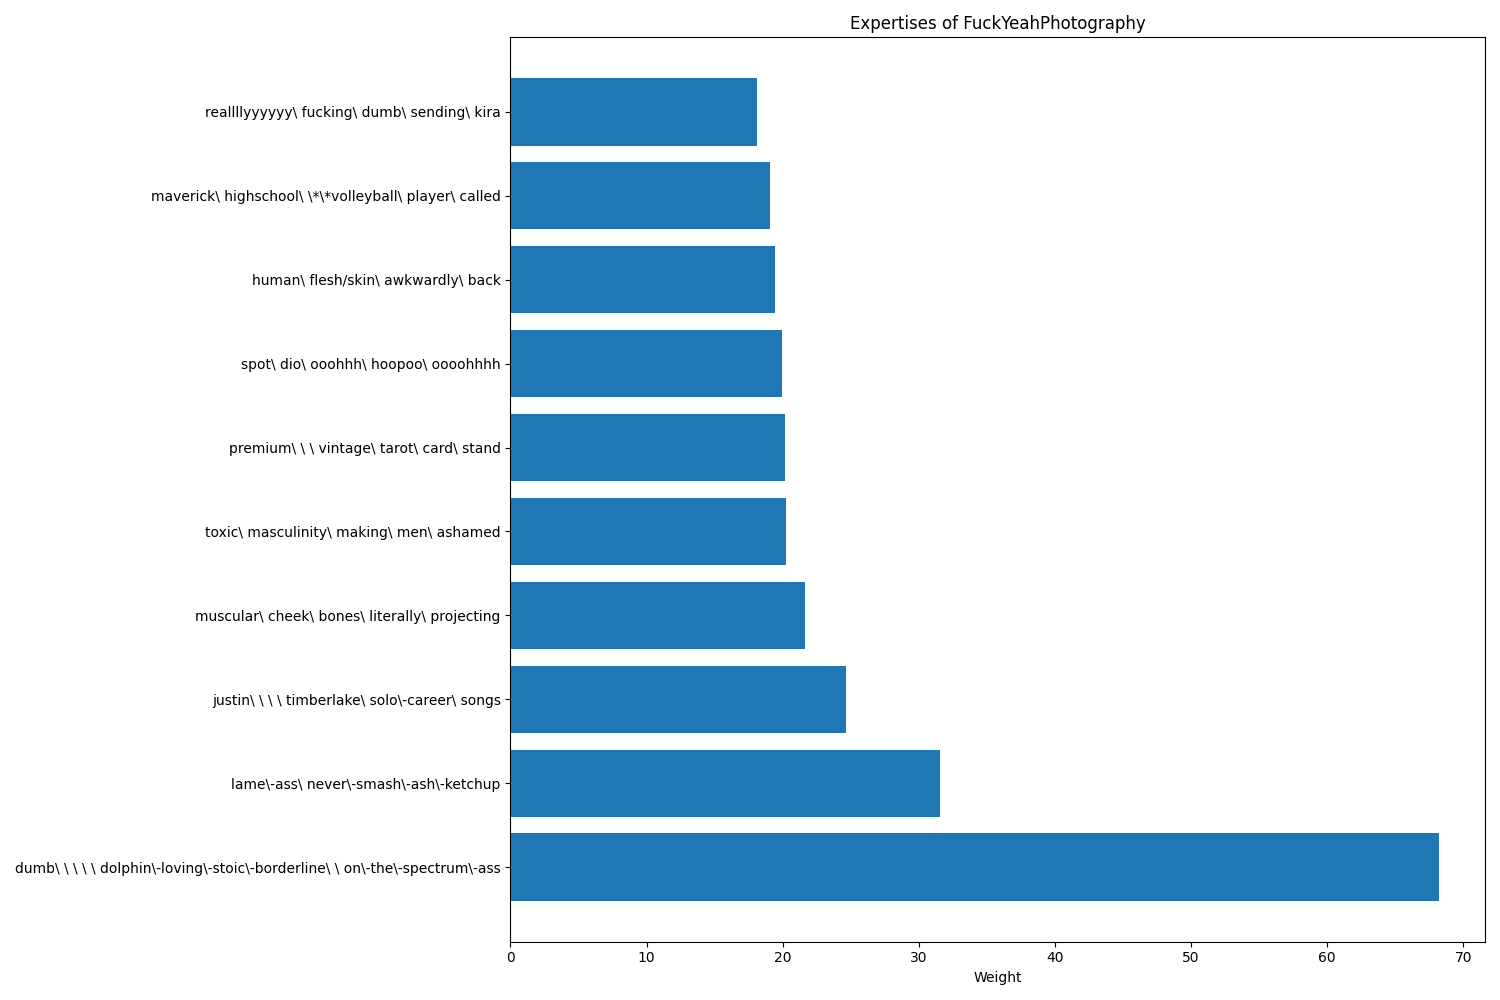 Expertises of FuckYeahPhotography
reallllyyyyyy\ fucking\ dumb\ sending\ kira
maverick\ highschool\ \*\*volleyball\ player\ called
human\ flesh/skin\ awkwardly\ back
spot\ dio\ ooohhh\ hoopoo\ oooohhhh
premium\ \ \ vintage\ tarot\ card\ stand
toxic\ masculinity\ making\ men\ ashamed
muscular\ cheek\ bones\ literally\ projecting
justin\ \ \ \ timberlake\ solo\-career\ songs
lame\-ass\ never\-smash\-ash\-ketchup
dumb\ \ \ \ \ dolphin\-loving\-stoic\-borderline\ \ on\-the\-spectrum\-ass
0 10 20 30 40 50 60 70
Weight